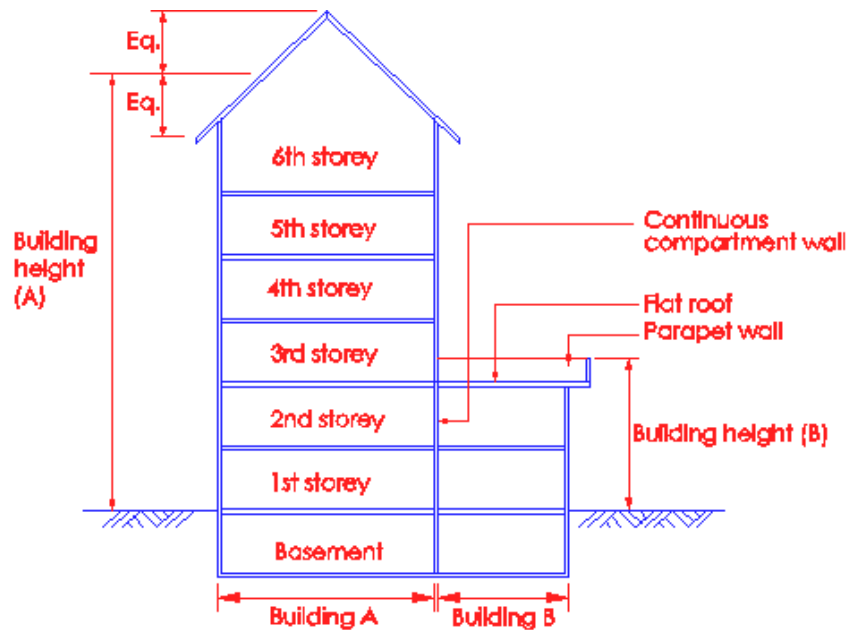 Eq.
Eq.
6th storey
5th storey
4th storey
3rd storey
2nd storey
1st storey
Basement
Building
height
(A)
Continuous
compartment wall
Flat roof
Parapet wall
Building height (B)
Building A
Building B